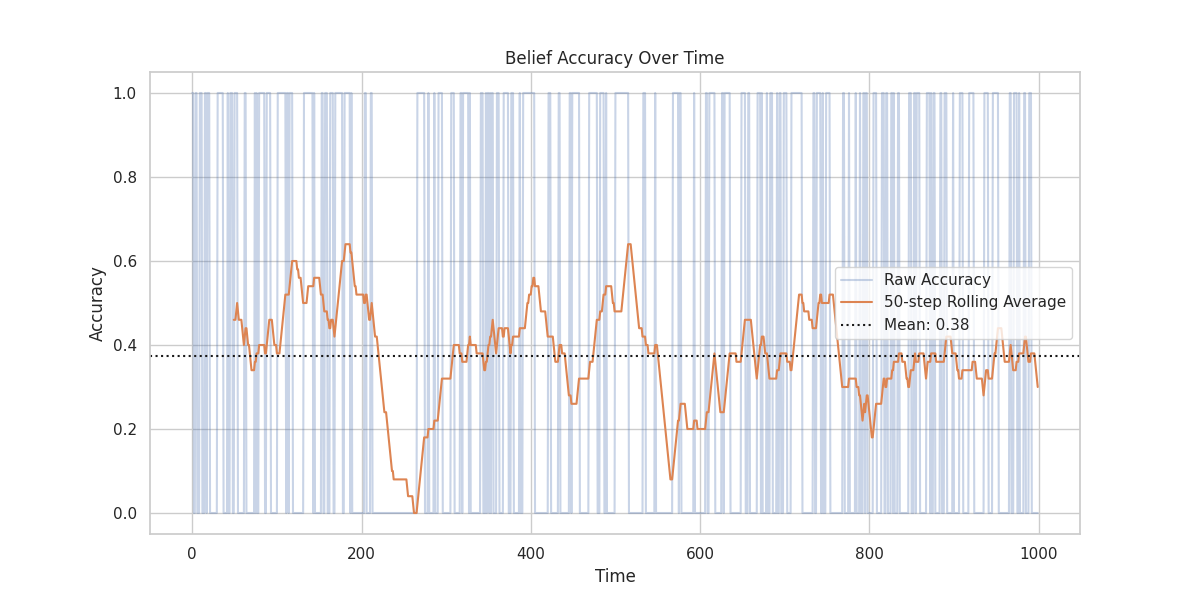 Belief Accuracy Over Time
Accuracy
1.0
0.8
0.6
0.4
0.2
0.0
Raw Accuracy
50-step Rolling Average
Mean: 0.38
0
200
400
600
800
1000
Time